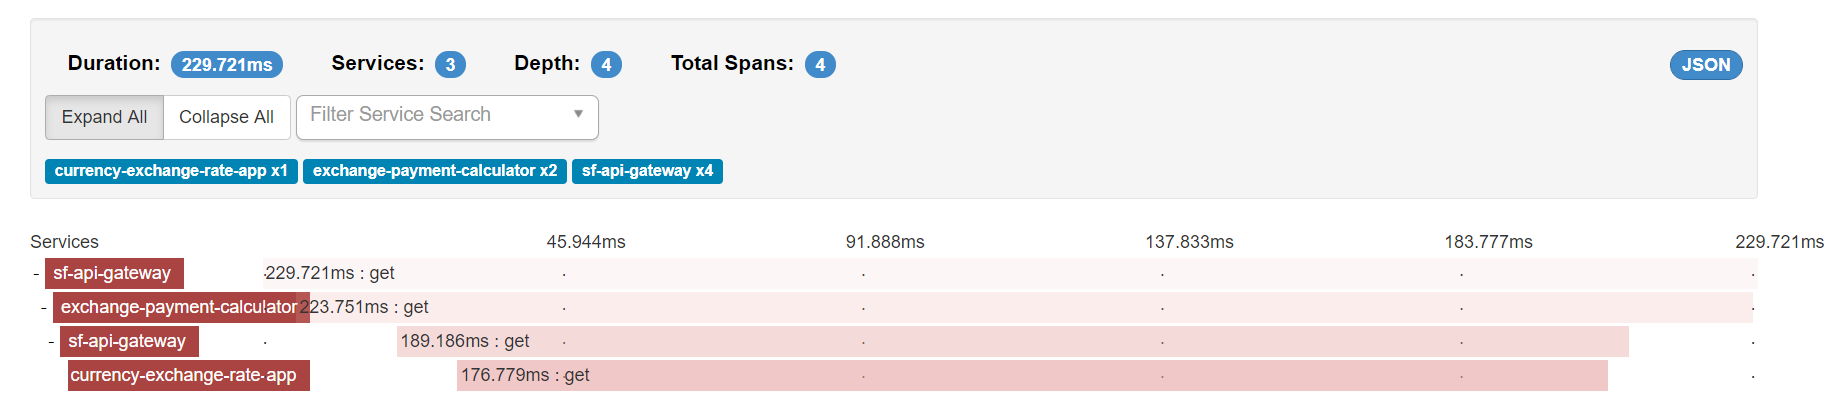 Duration: 229.721ms Services: 3 Depth: 4 Total Spans: 4 JSON
Expand All Collapse All Filter Service Search
currency-exchange-rate-app x1 exchange-payment-calculator x2 sf-api-gateway x4
Services 45.944ms 91.888ms 137.833ms 183.777ms 229.721ms
- sf-api-gateway 229.721ms : get
- exchange-payment-calculator 223.751ms : get
- sf-api-gateway 189.186ms : get
currency-exchange-rate-app 176.779ms : get